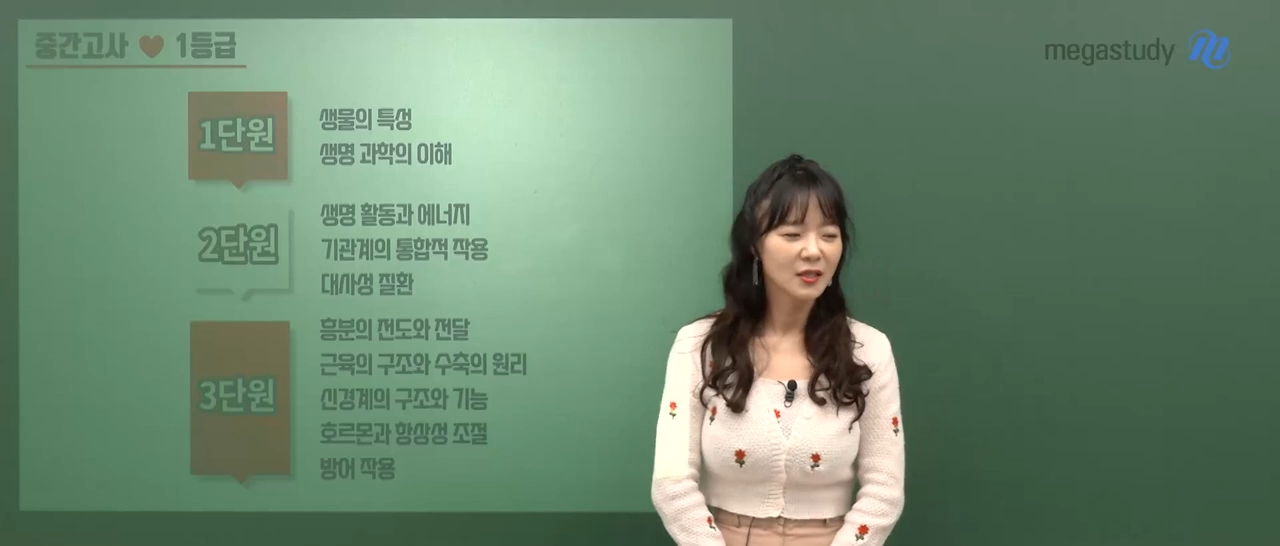 중간고사 ❤ 1등급
megastudy
1단원
생물의 특성
생명 과학의 이해
2단원
생명 활동과 에너지
기관계의 통합적 작용
대사성 질환
3단원
흥분의 전도와 전달
근육의 구조와 수축의 원리
신경계의 구조와 기능
호르몬과 항상성 조절
방어 작용